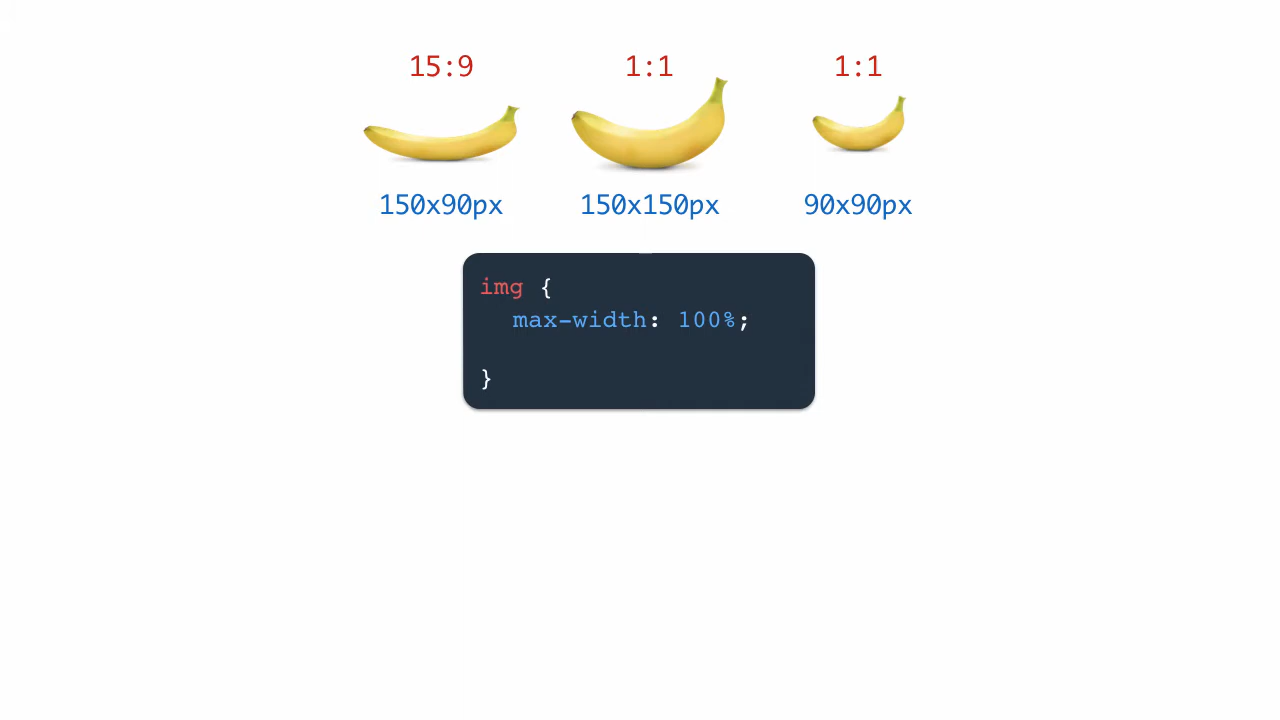 15:9 1:1 1:1
150x90px 150x150px 90x90px
img {
max-width: 100%;
}